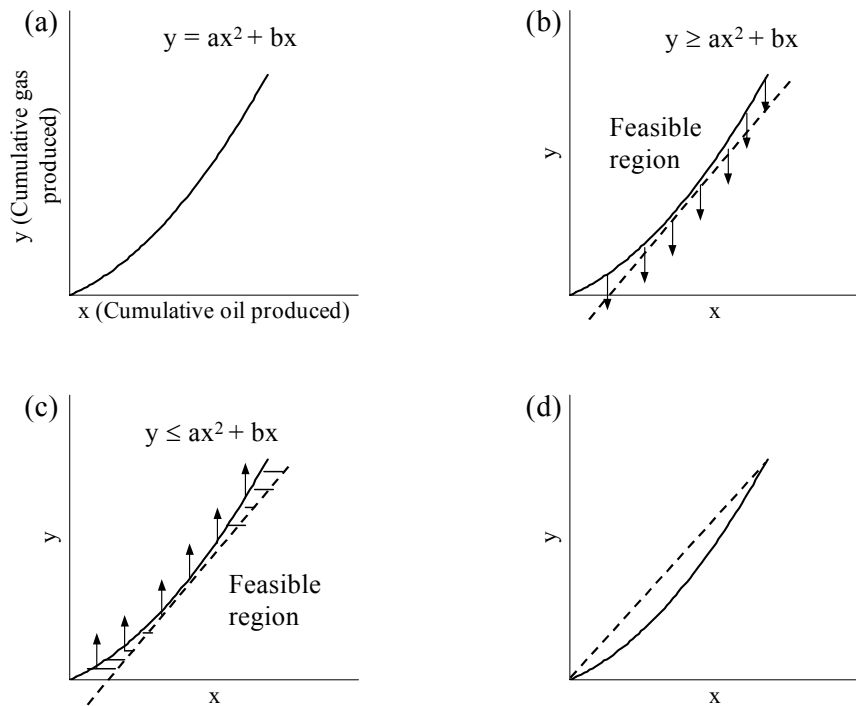 (a)
y = ax² + bx
y (Cumulative gas
produced)
x (Cumulative oil produced)
(b)
y ≥ ax² + bx
Feasible
region
y
x
(c)
y ≤ ax² + bx
y
Feasible
region
x
(d)
y
x